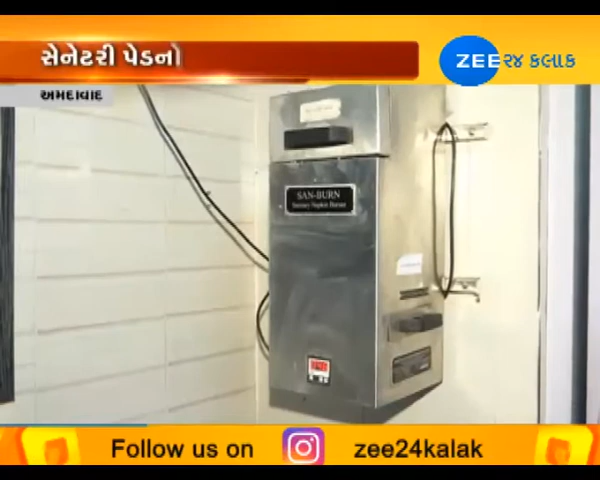 સેનેટરી પેડનો
ZEE ૨૪ કલાક
અમદાવાદ
SAN-BURN
Sanitary Napkin Burner
Follow us on zee24kalak